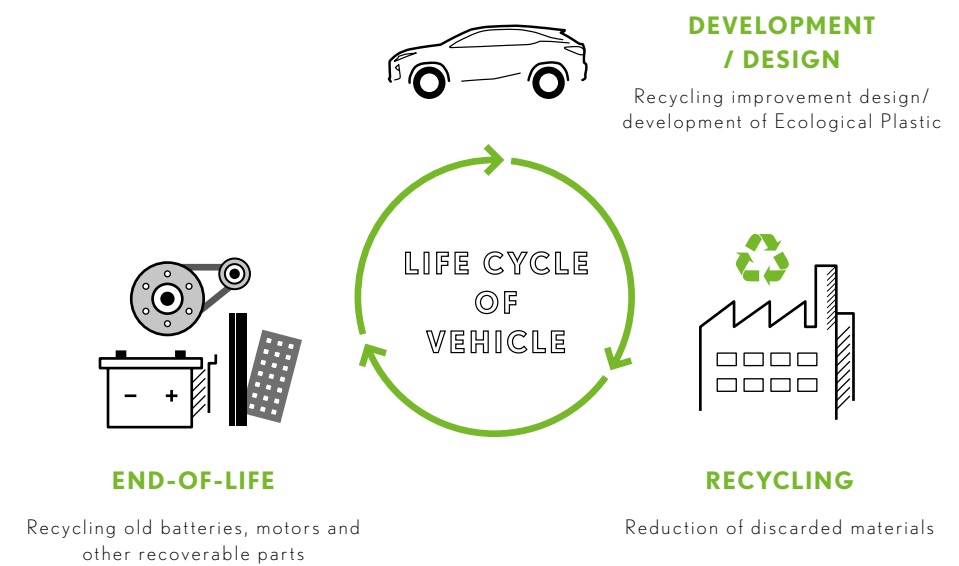 DEVELOPMENT
/ DESIGN
Recycling improvement design/
development of Ecological Plastic
LIFE CYCLE
OF
VEHICLE
END-OF-LIFE
Recycling old batteries, motors and
other recoverable parts
RECYCLING
Reduction of discarded materials